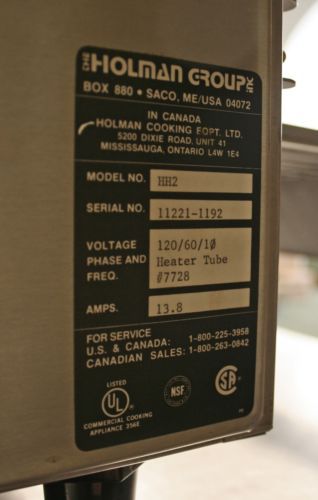 THE HOLMAN GROUP INC
BOX 880 • SACO, ME/USA 04072
IN CANADA
HOLMAN COOKING EQPT. LTD.
5200 DIXIE ROAD, UNIT 41
MISSISSAUGA, ONTARIO L4W 1E4
MODEL NO. HH2
SERIAL NO. 11221-1192
VOLTAGE 120/60/1Ø
PHASE AND Heater Tube
FREQ. #7728
AMPS. 13.8
FOR SERVICE
U.S. & CANADA: 1-800-225-3958
CANADIAN SALES: 1-800-263-0842
LISTED
UL
NSF
SA
COMMERCIAL COOKING
APPLIANCE 356E